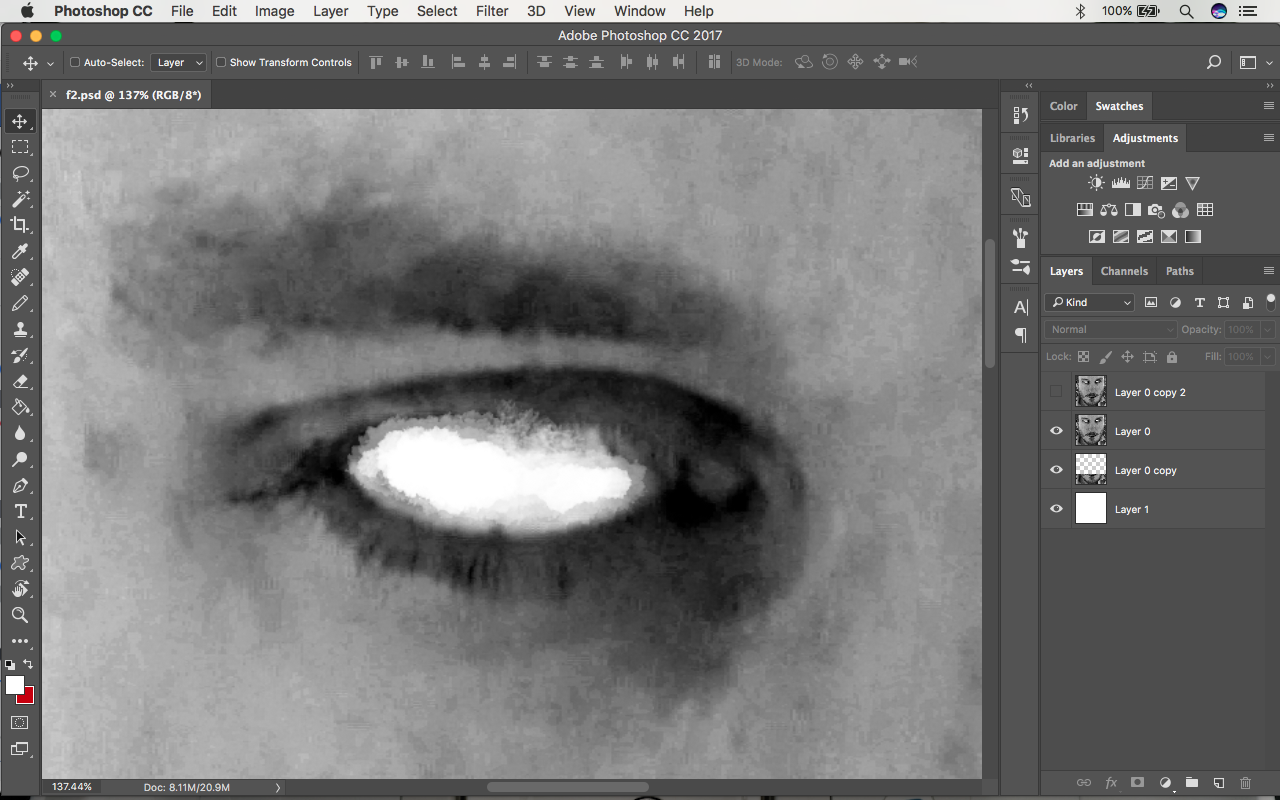 Photoshop CC File Edit Image Layer Type Select Filter 3D View Window Help 100%
Adobe Photoshop CC 2017
Auto-Select: Layer Show Transform Controls 3D Mode:
× f2.psd @ 137% (RGB/8*)
Color Swatches
Libraries Adjustments
Add an adjustment
Layers Channels Paths
Kind
Normal Opacity: 100%
Lock: Fill: 100%
Layer 0 copy 2
Layer 0
Layer 0 copy
Layer 1
137.44% Doc: 8.11M/20.9M